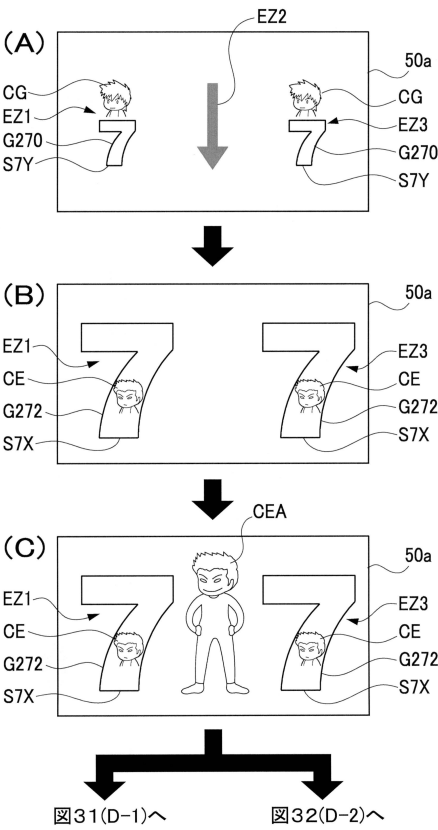 EZ2
(A)
50a
CG
CG
EZ1
EZ3
7
7
G270
G270
S7Y
S7Y
(B)
50a
EZ1
7
7
EZ3
CE
CE
G272
G272
S7X
S7X
CEA
(C)
50a
EZ1
7
7
EZ3
CE
CE
G272
G272
S7X
S7X
図31(D-1)へ
図32(D-2)へ